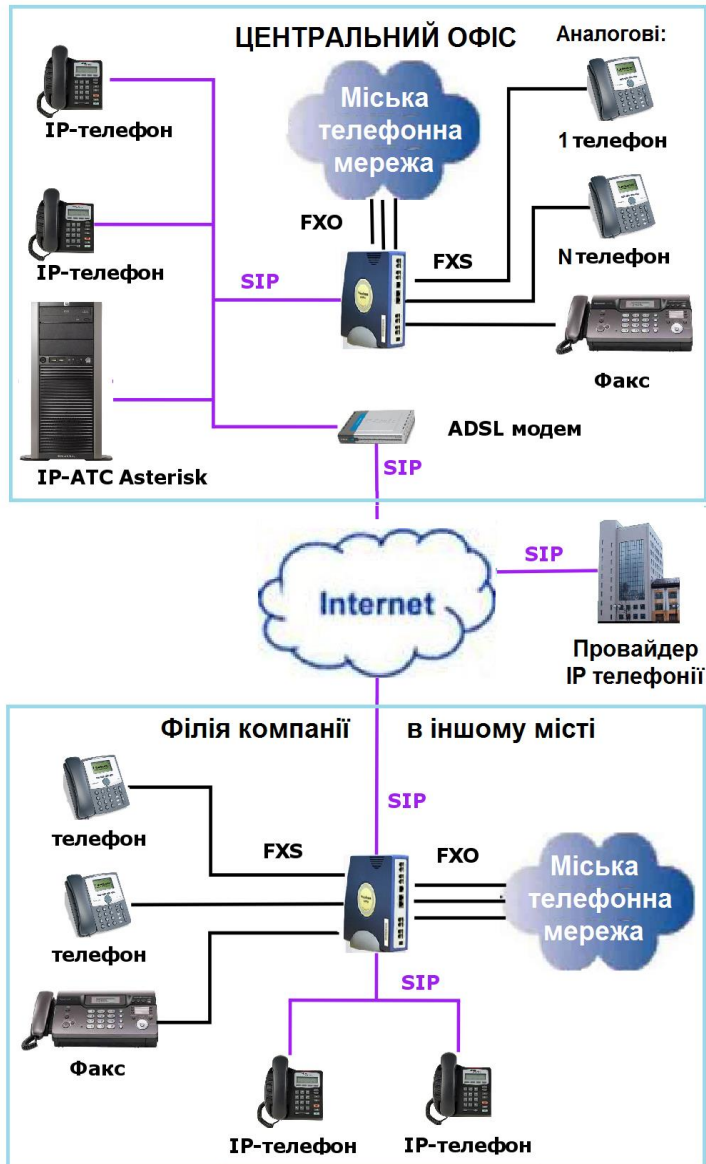 ЦЕНТРАЛЬНИЙ ОФІС
Аналогові:
IP-телефон
Міська
телефонна
мережа
1 телефон
FXO
IP-телефон
FXS
N телефон
SIP
Факс
ADSL модем
IP-ATC Asterisk
SIP
SIP
Internet
Провайдер
IP телефонії
Філія компанії в іншому місті
SIP
телефон
FXS
FXO
Міська
телефонна
мережа
телефон
SIP
Факс
IP-телефон
IP-телефон